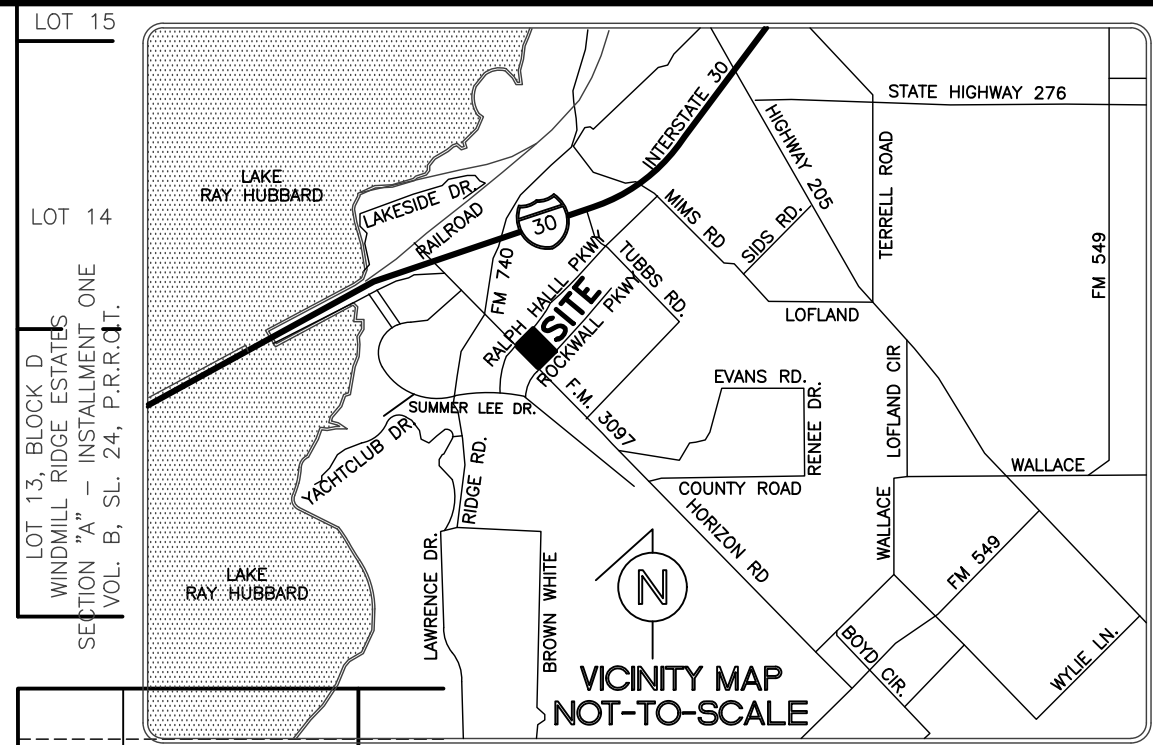 LOT 15
LOT 14
LOT 13, BLOCK D
WINDMILL RIDGE ESTATES
SECTION "A" - INSTALLMENT ONE
VOL. B, SL. 24, P.R.R.O.T.
LAKE
RAY HUBBARD
LAKESIDE DR.
RAILROAD
FM 740
30
INTERSTATE 30
HIGHWAY 205
STATE HIGHWAY 276
TERRELL ROAD
FM 549
MIMS RD
SIDS RD.
LOFLAND
RALPH HALLL PKWY
SITE
TUBBS RD.
ROCKWALL PKWY
F.M. 3097
SUMMER LEE DR.
EVANS RD.
RENEE DR.
LOFLAND CIR
WALLACE
COUNTY ROAD
YACHTCLUB DR.
RIDGE RD.
HORIZON RD
WALLACE
FM 549
LAKE
RAY HUBBARD
LAWRENCE DR.
BROWN WHITE
N
BOYD CIR.
WYLIE LN.
VICINITY MAP
NOT-TO-SCALE